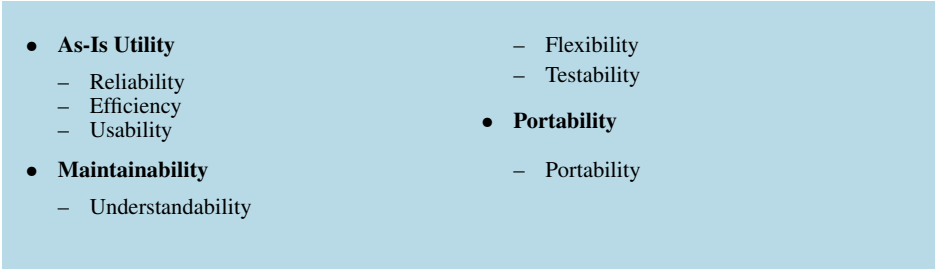 • As-Is Utility
– Reliability
– Efficiency
– Usability
• Maintainability
– Understandability
– Flexibility
– Testability
• Portability
– Portability